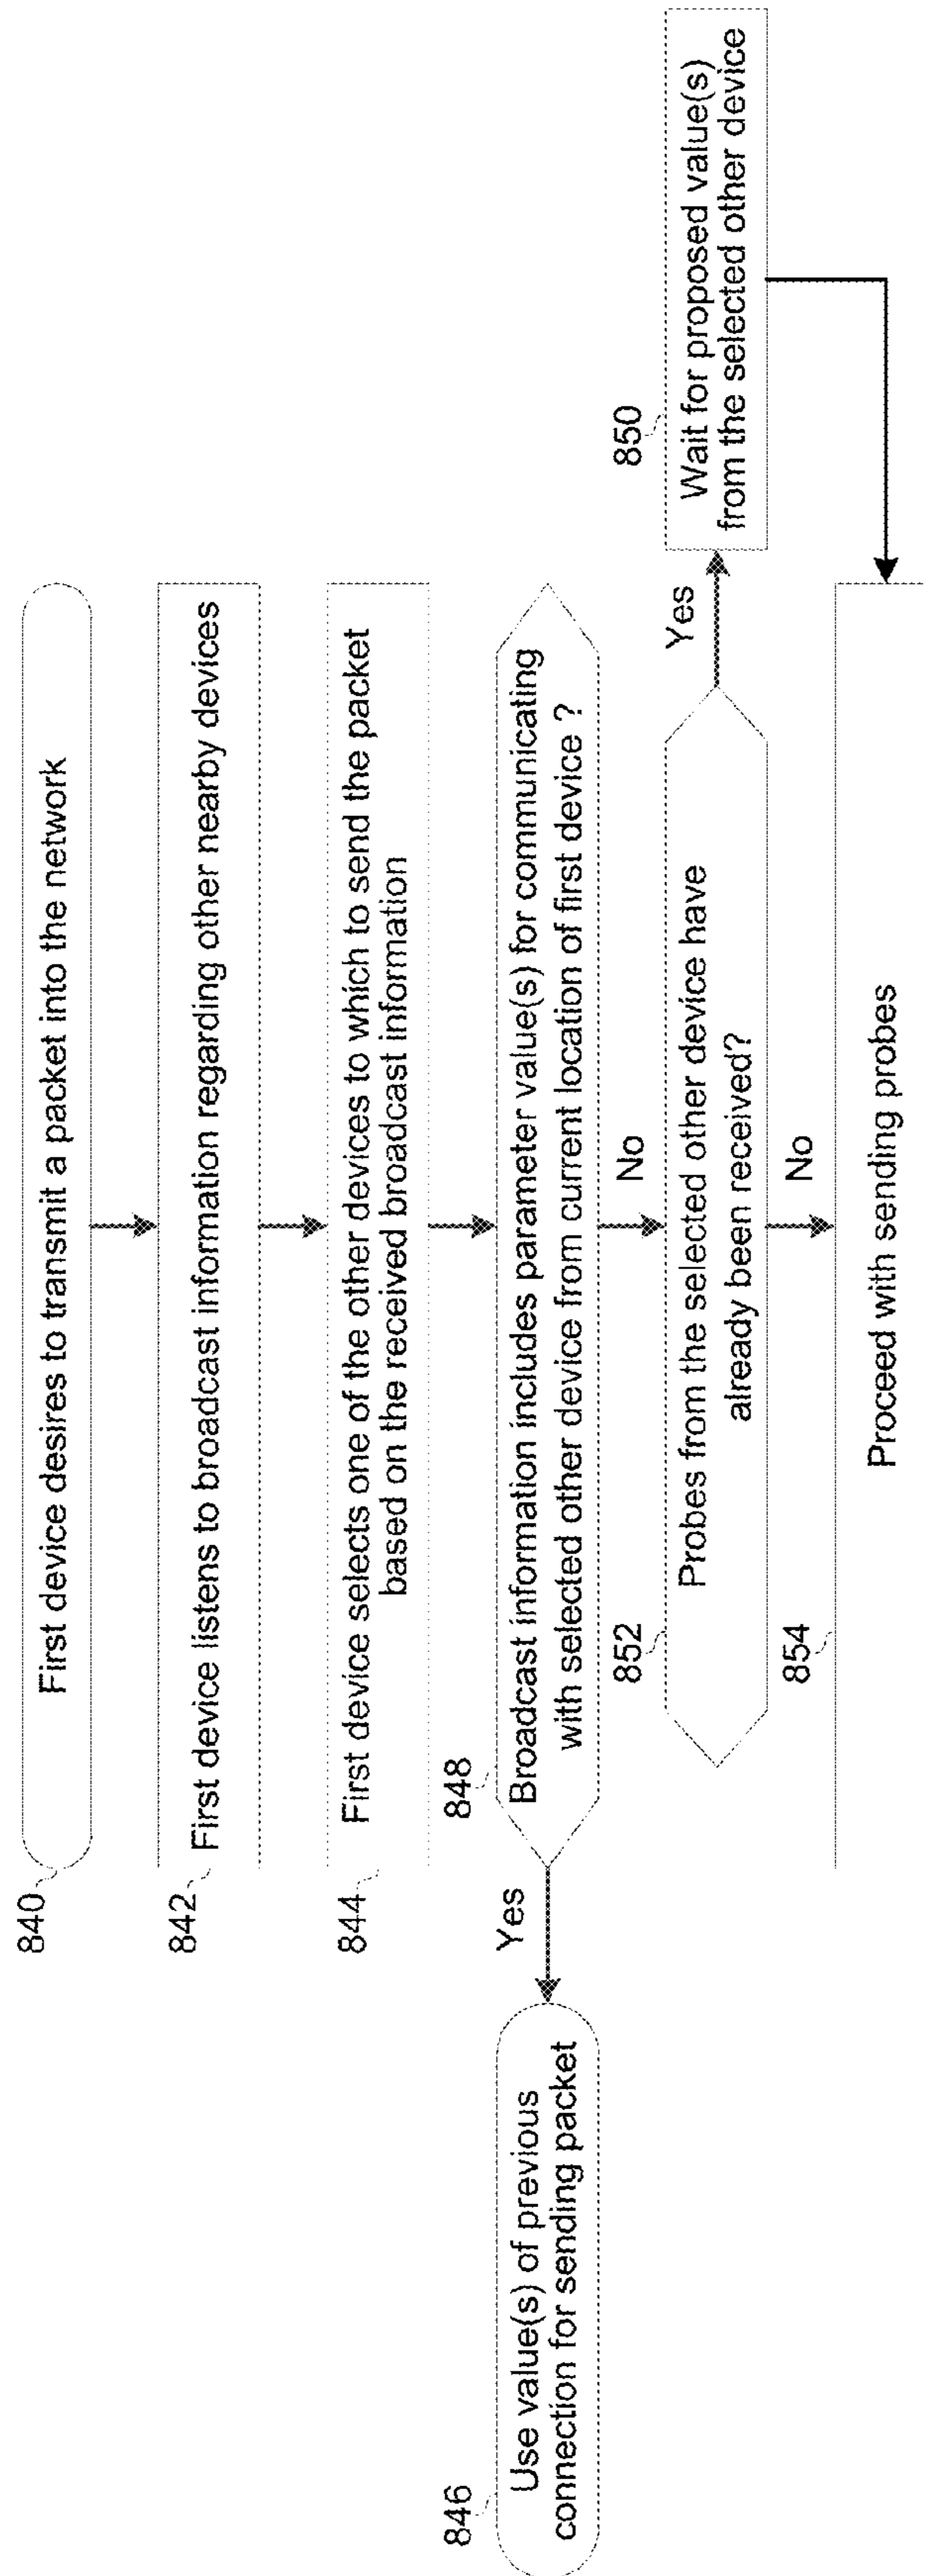 840
First device desires to transmit a packet into the network
842
First device listens to broadcast information regarding other nearby devices
844
First device selects one of the other devices to which to send the packet
based on the received broadcast information
846
Use value(s) of previous
connection for sending packet
Yes
848
Broadcast information includes parameter value(s) for communicating
with selected other device from current location of first device ?
No
852
Probes from the selected other device have
already been received?
Yes
850
Wait for proposed value(s)
from the selected other device
No
854
Proceed with sending probes